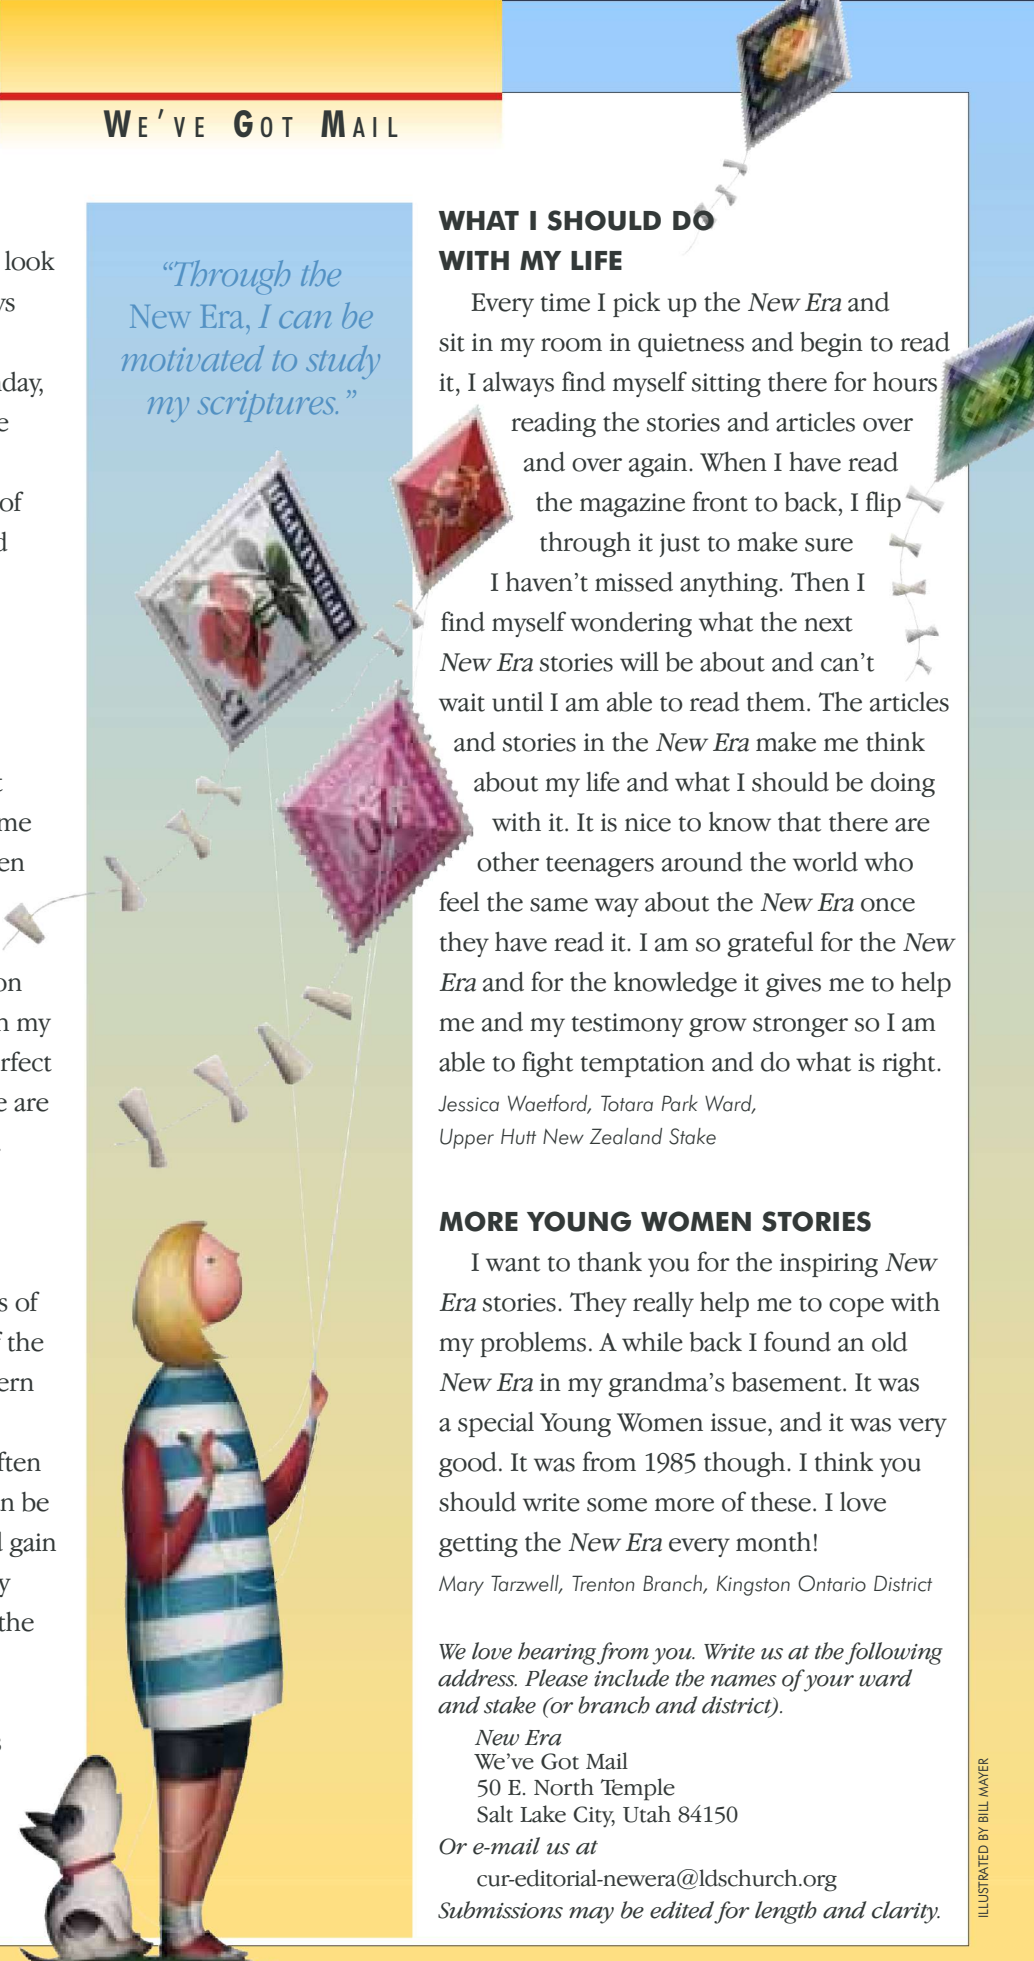 WE'VE GOT MAIL
look
day,
of
me
en
on
my
rfect
are
s of
the
ern
ften
n be
gain
y
the
"Through the
New Era, I can be
motivated to study
my scriptures."
WHAT I SHOULD DO
WITH MY LIFE
Every time I pick up the New Era and
sit in my room in quietness and begin to read
it, I always find myself sitting there for hours
reading the stories and articles over
and over again. When I have read
the magazine front to back, I flip
through it just to make sure
I haven't missed anything. Then I
find myself wondering what the next
New Era stories will be about and can't
wait until I am able to read them. The articles
and stories in the New Era make me think
about my life and what I should be doing
with it. It is nice to know that there are
other teenagers around the world who
feel the same way about the New Era once
they have read it. I am so grateful for the New
Era and for the knowledge it gives me to help
me and my testimony grow stronger so I am
able to fight temptation and do what is right.
Jessica Waetford, Totara Park Ward,
Upper Hutt New Zealand Stake
MORE YOUNG WOMEN STORIES
I want to thank you for the inspiring New
Era stories. They really help me to cope with
my problems. A while back I found an old
New Era in my grandma's basement. It was
a special Young Women issue, and it was very
good. It was from 1985 though. I think you
should write some more of these. I love
getting the New Era every month!
Mary Tarzwell, Trenton Branch, Kingston Ontario District
We love hearing from you. Write us at the following
address. Please include the names of your ward
and stake (or branch and district).
New Era
We've Got Mail
50 E. North Temple
Salt Lake City, Utah 84150
Or e-mail us at
cur-editorial-newera@ldschurch.org
Submissions may be edited for length and clarity.
ILLUSTRATED BY BILL MAYER